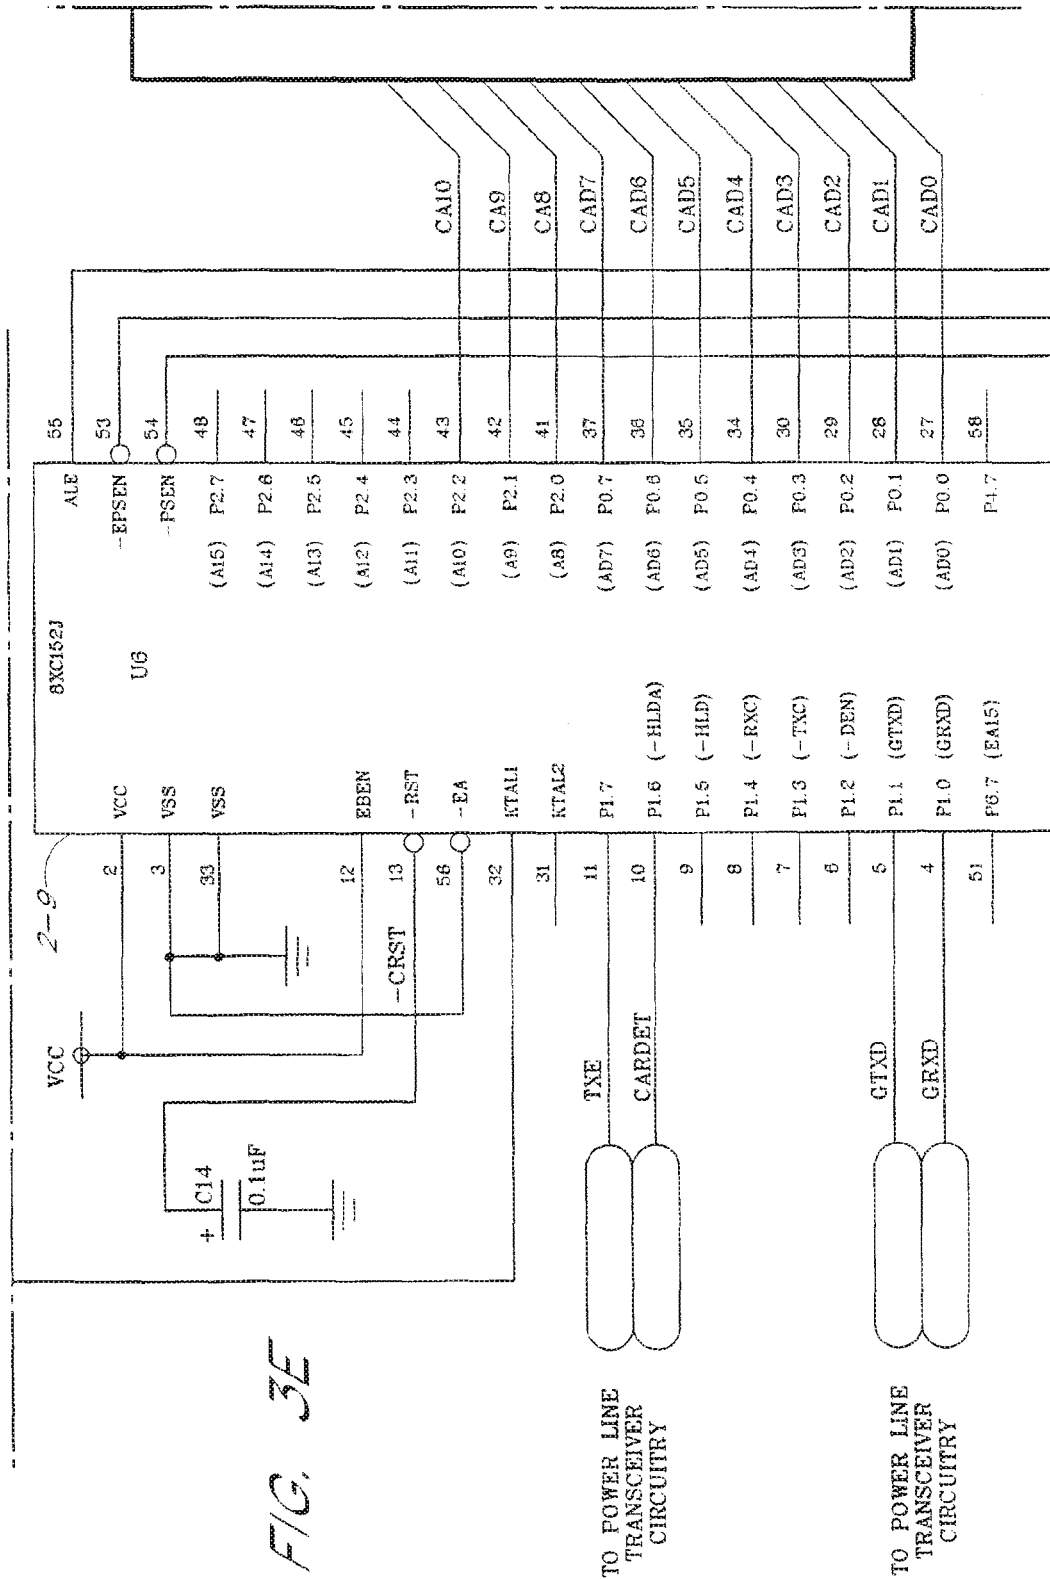 FIG. 3E
2-9
8XC152J
U6
VCC
C14
+
0.1uF
-CRST
2 VCC
3 VSS
33 VSS
12 EBEN
13 -RST
56 -EA
32 XTAL1
31 XTAL2
TXE 11 P1.7
CARDET 10 P1.6 (-HLDA)
9 P1.5 (-HLD)
8 P1.4 (-RXC)
7 P1.3 (-TXC)
6 P1.2 (-DEN)
GTXD 5 P1.1 (GTXD)
GRXD 4 P1.0 (GRXD)
51 P6.7 (EA15)
ALE 55
-EPSEN 53
-PSEN 54
(A15) P2.7 48
(A14) P2.6 47
(A13) P2.5 46
(A12) P2.4 45
(A11) P2.3 44
(A10) P2.2 43 CA10
(A9) P2.1 42 CA9
(A8) P2.0 41 CA8
(AD7) P0.7 37 CAD7
(AD6) P0.6 36 CAD6
(AD5) P0.5 35 CAD5
(AD4) P0.4 34 CAD4
(AD3) P0.3 30 CAD3
(AD2) P0.2 29 CAD2
(AD1) P0.1 28 CAD1
(AD0) P0.0 27 CAD0
P4.7 58
TO POWER LINE
TRANSCEIVER
CIRCUITRY
TO POWER LINE
TRANSCEIVER
CIRCUITRY